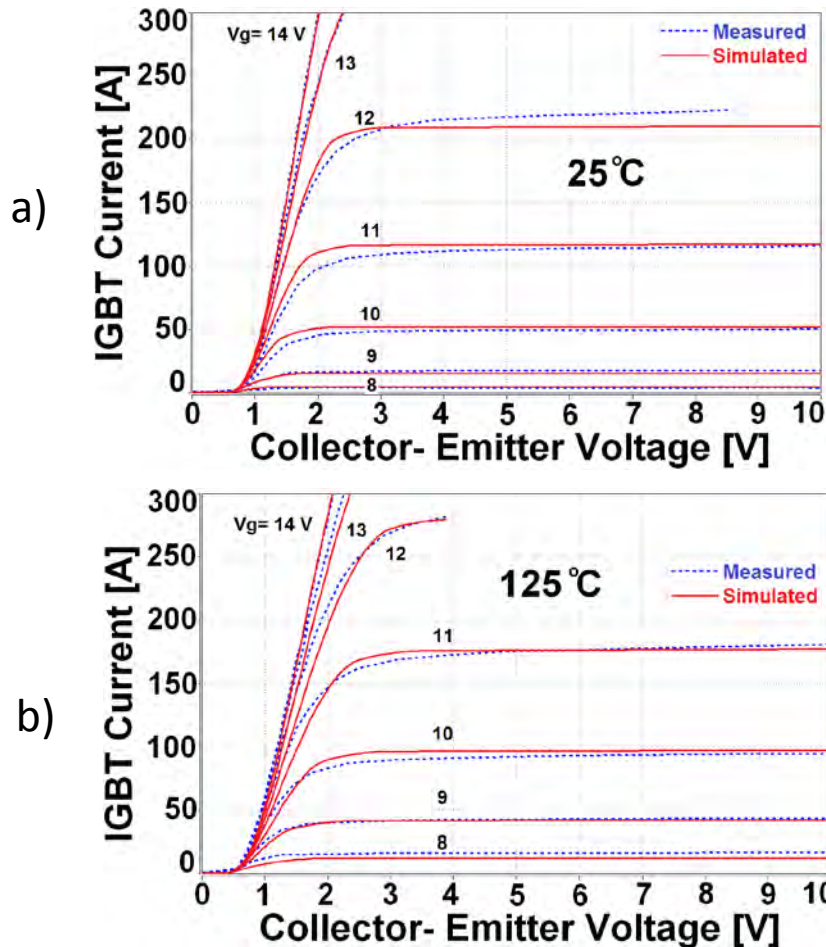 a)
IGBT Current [A]
300
250
200
150
100
50
0
Vg= 14 V
13
12
11
10
9
8
Measured
Simulated
25°C
0 1 2 3 4 5 6 7 8 9 10
Collector- Emitter Voltage [V]
b)
IGBT Current [A]
300
250
200
150
100
50
0
Vg= 14 V
13
12
11
10
9
8
125°C
Measured
Simulated
0 1 2 3 4 5 6 7 8 9 10
Collector- Emitter Voltage [V]